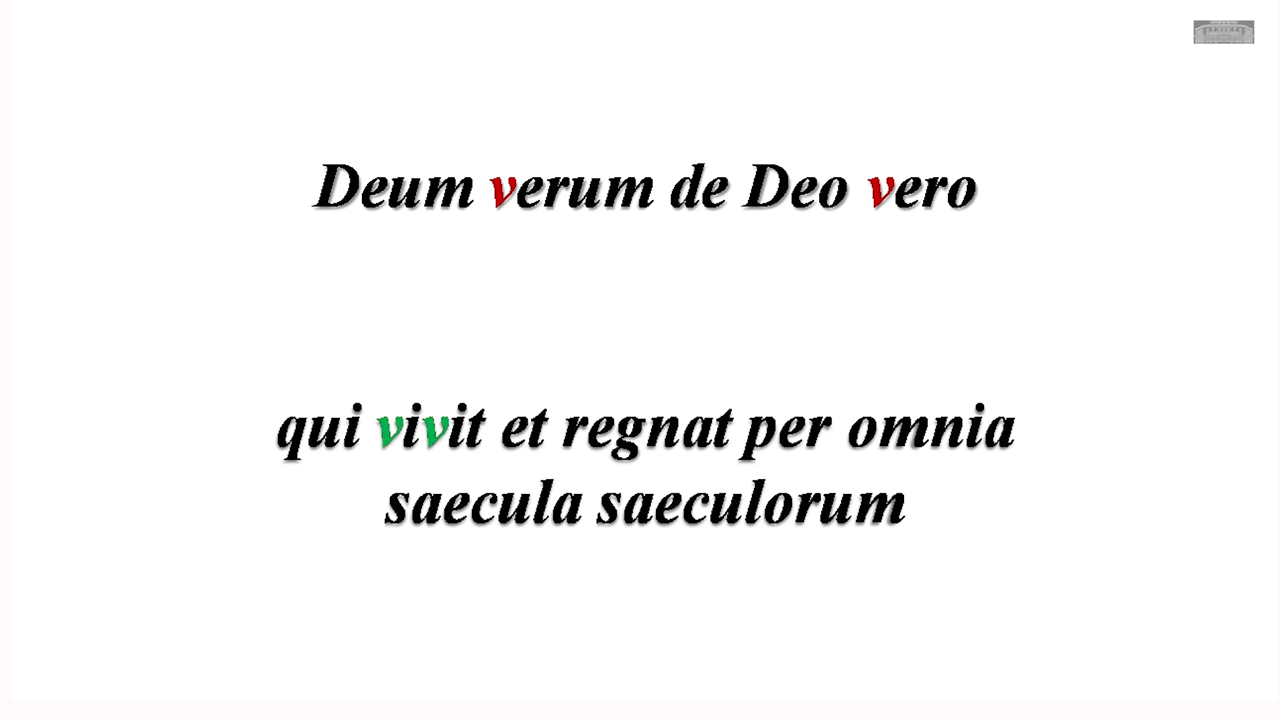 Deum verum de Deo vero
qui vivit et regnat per omnia
saecula saeculorum